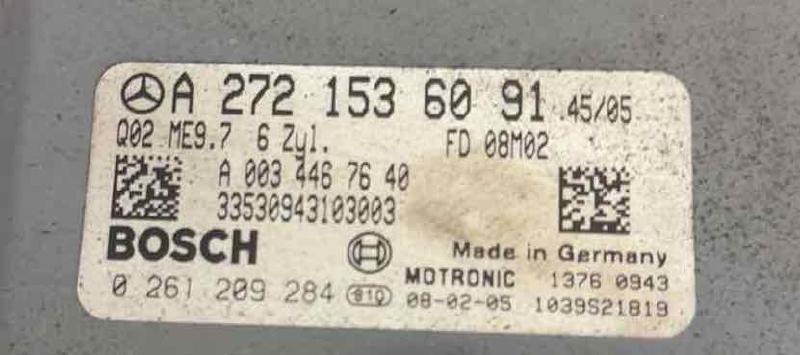 A 272 153 60 91 45/05
Q02 ME9.7 6 Zyl. FD 08M02
A 003 446 76 40
33530943103003
BOSCH
Made in Germany
MOTRONIC 1376 0943
0 261 209 284 810 08-02-05 1039S21819